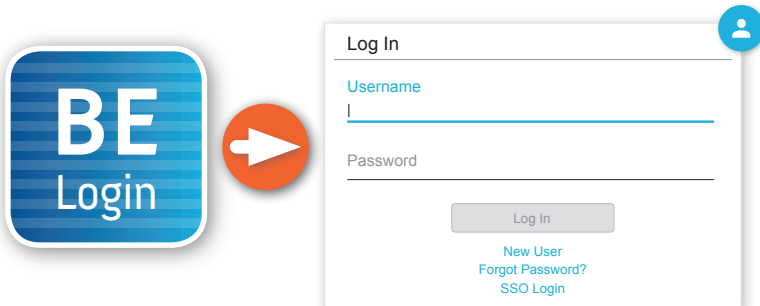 BE
Login
Log In
Username
Password
Log In
New User
Forgot Password?
SSO Login